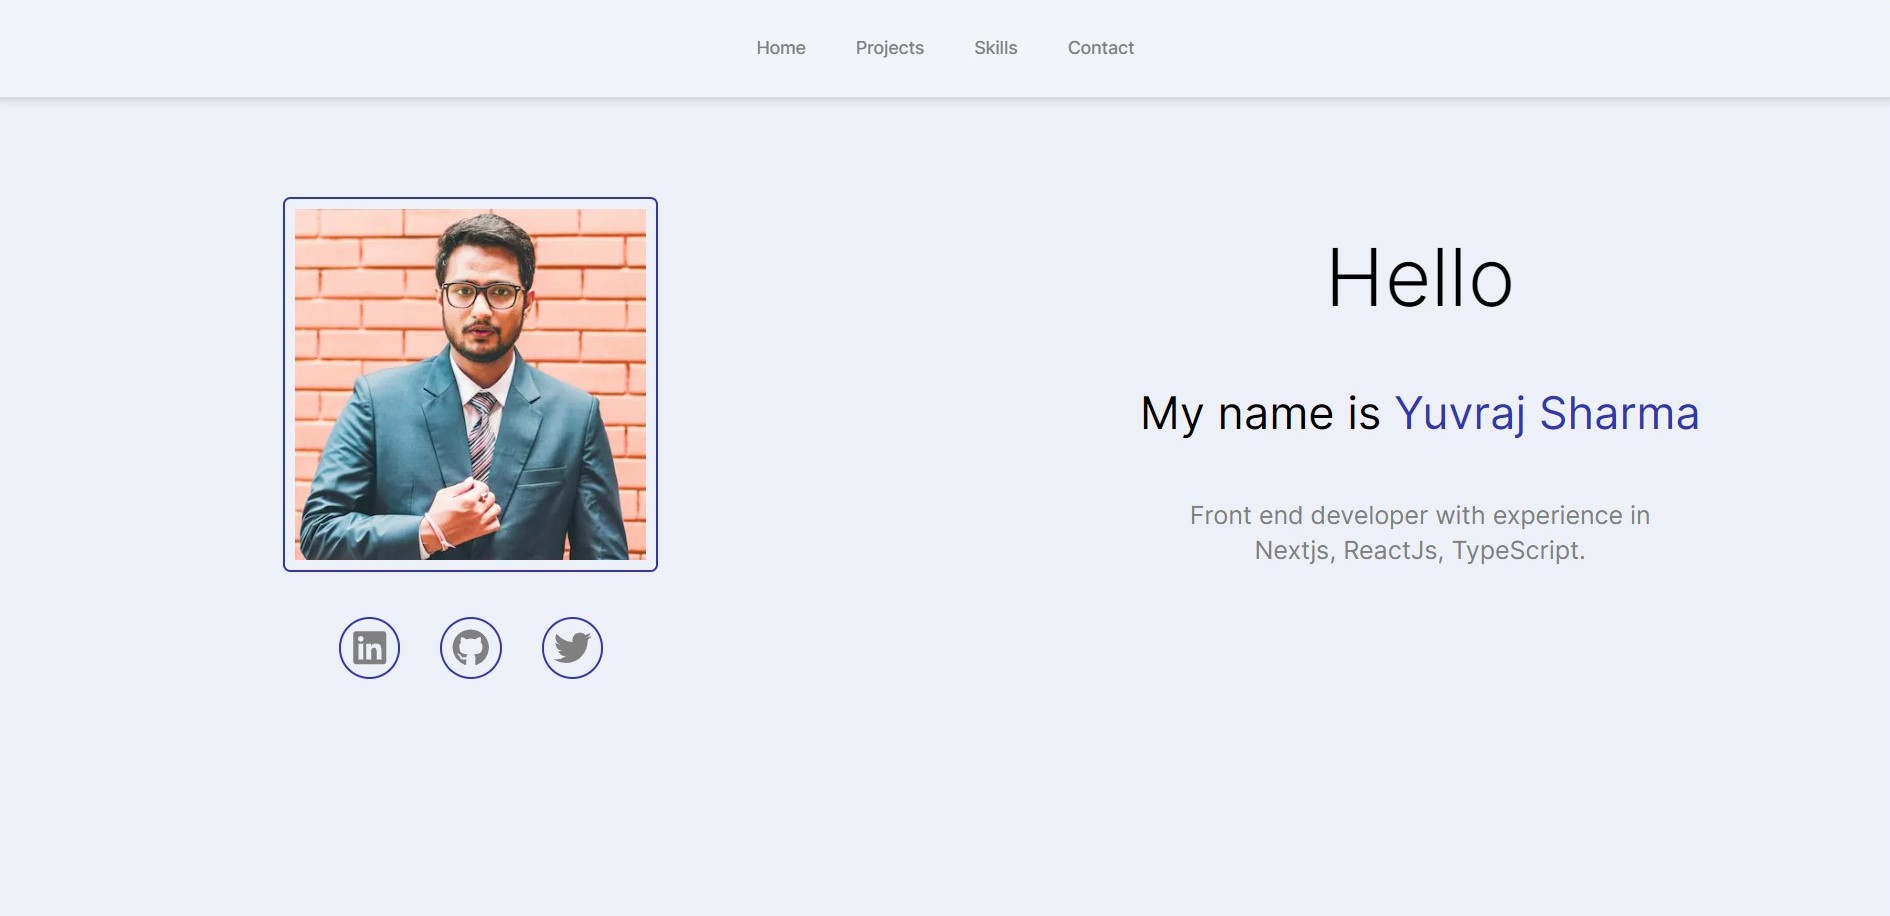 Home Projects Skills Contact
Hello
My name is Yuvraj Sharma
Front end developer with experience in
Nextjs, ReactJs, TypeScript.
in